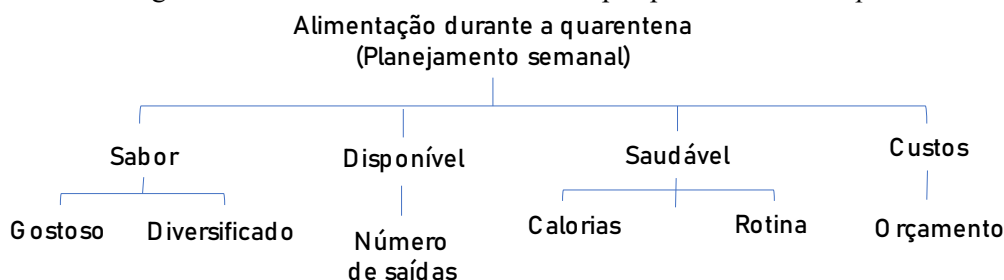 Alimentação durante a quarentena
(Planejamento semanal)
Sabor
Disponível
Saudável
Custos
Gostoso
Diversificado
Número
de saídas
Calorias
Rotina
Orçamento